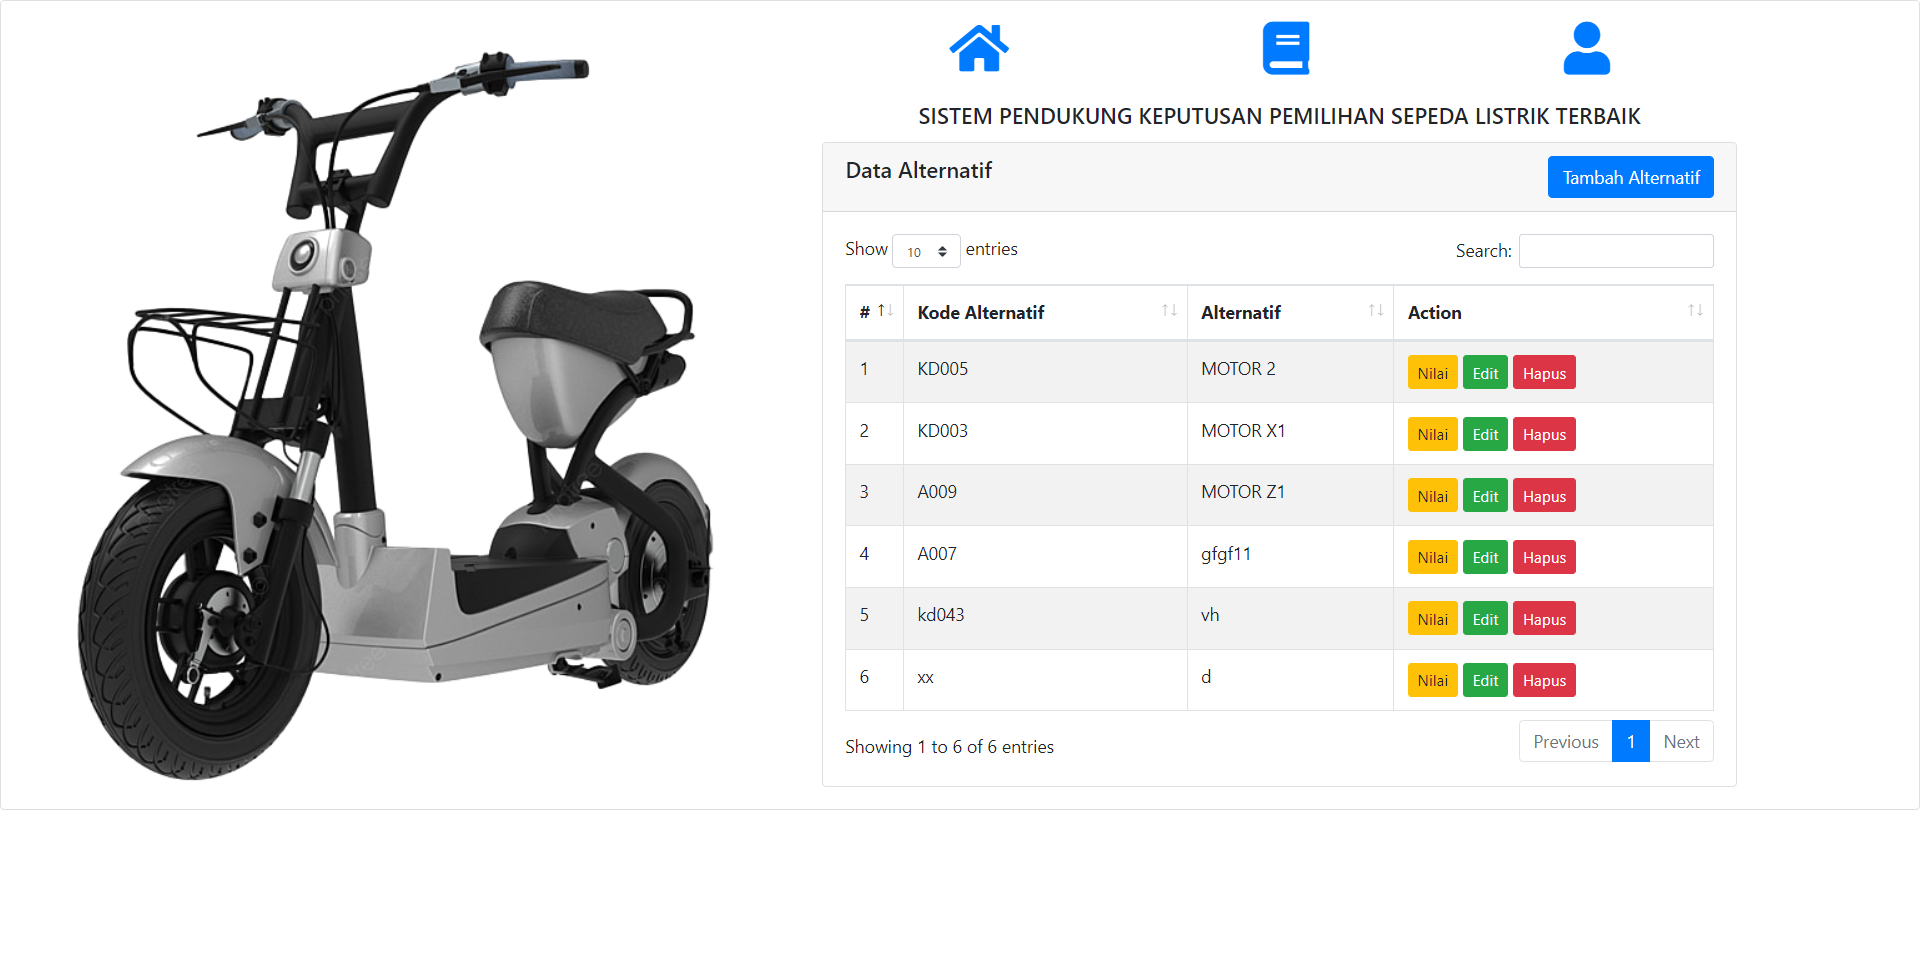 SISTEM PENDUKUNG KEPUTUSAN PEMILIHAN SEPEDA LISTRIK TERBAIK
Data Alternatif
Tambah Alternatif
Show 10 entries
Search:
# Kode Alternatif Alternatif Action
1 KD005 MOTOR 2 Nilai Edit Hapus
2 KD003 MOTOR X1 Nilai Edit Hapus
3 A009 MOTOR Z1 Nilai Edit Hapus
4 A007 gfgf11 Nilai Edit Hapus
5 kd043 vh Nilai Edit Hapus
6 xx d Nilai Edit Hapus
Showing 1 to 6 of 6 entries
Previous 1 Next